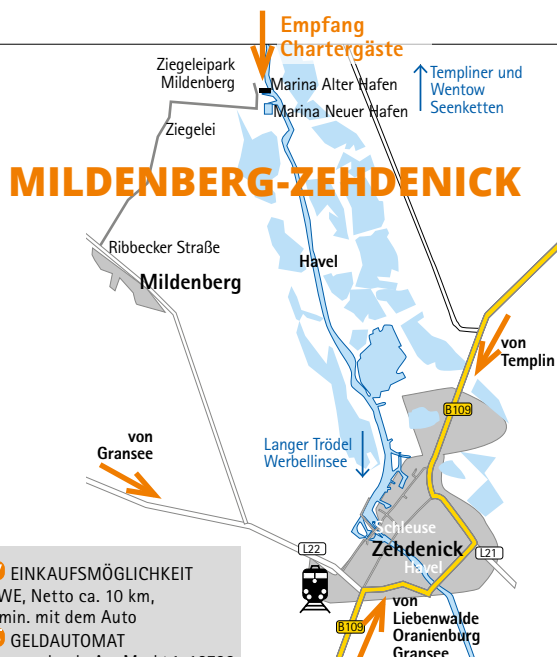 Empfang
Chartergäste
Ziegeleipark
Mildenberg
Marina Alter Hafen
Marina Neuer Hafen
Templiner und
Wentow
Seenketten
Ziegelei
MILDENBERG-ZEHDENICK
Ribbecker Straße
Mildenberg
Havel
von
Templin
B109
von
Gransee
Langer Trödel
Werbellinsee
Schleuse
Zehdenick
Havel
L22
L21
EINKAUFSMÖGLICHKEIT
WE, Netto ca. 10 km,
min. mit dem Auto
GELDAUTOMAT
B109
von
Liebenwalde
Oranienburg
Gransee